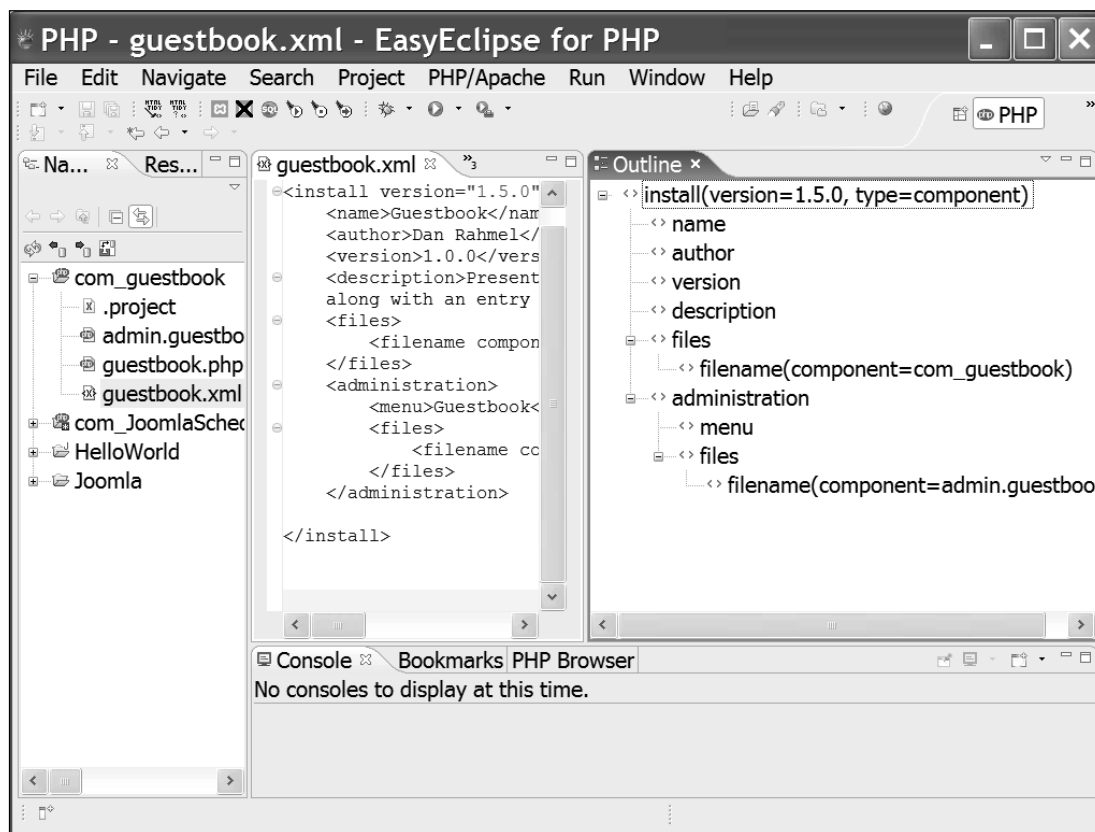 PHP - guestbook.xml - EasyEclipse for PHP
File Edit Navigate Search Project PHP/Apache Run Window Help
PHP
Na... Res...
com_guestbook
.project
admin.guestbo
guestbook.php
guestbook.xml
com_JoomlaSched
HelloWorld
Joomla
guestbook.xml »3
<install version="1.5.0"
<name>Guestbook</nam
<author>Dan Rahmel</
<version>1.0.0</vers
<description>Present
along with an entry
<files>
<filename compon
</files>
<administration>
<menu>Guestbook<
<files>
<filename cc
</files>
</administration>
</install>
Outline
install(version=1.5.0, type=component)
name
author
version
description
files
filename(component=com_guestbook)
administration
menu
files
filename(component=admin.guestboo
Console Bookmarks PHP Browser
No consoles to display at this time.